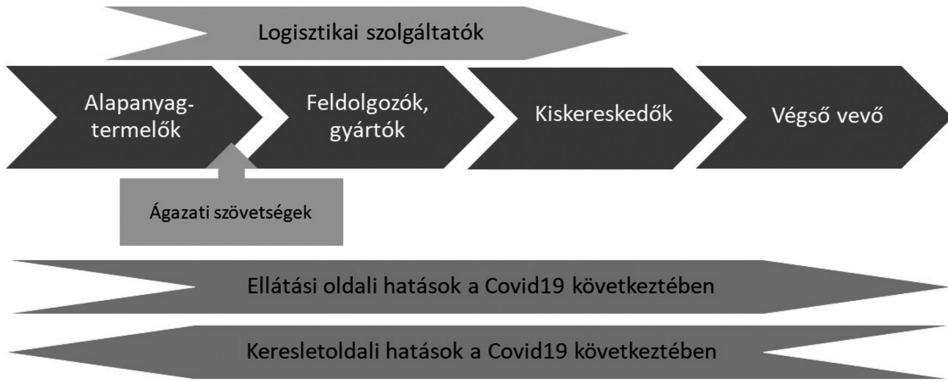 Logisztikai szolgáltatók
Alapanyag-
termelők
Feldolgozók,
gyártók
Kiskereskedők
Végső vevő
Ágazati szövetségek
Ellátási oldali hatások a Covid19 következtében
Keresletoldali hatások a Covid19 következtében